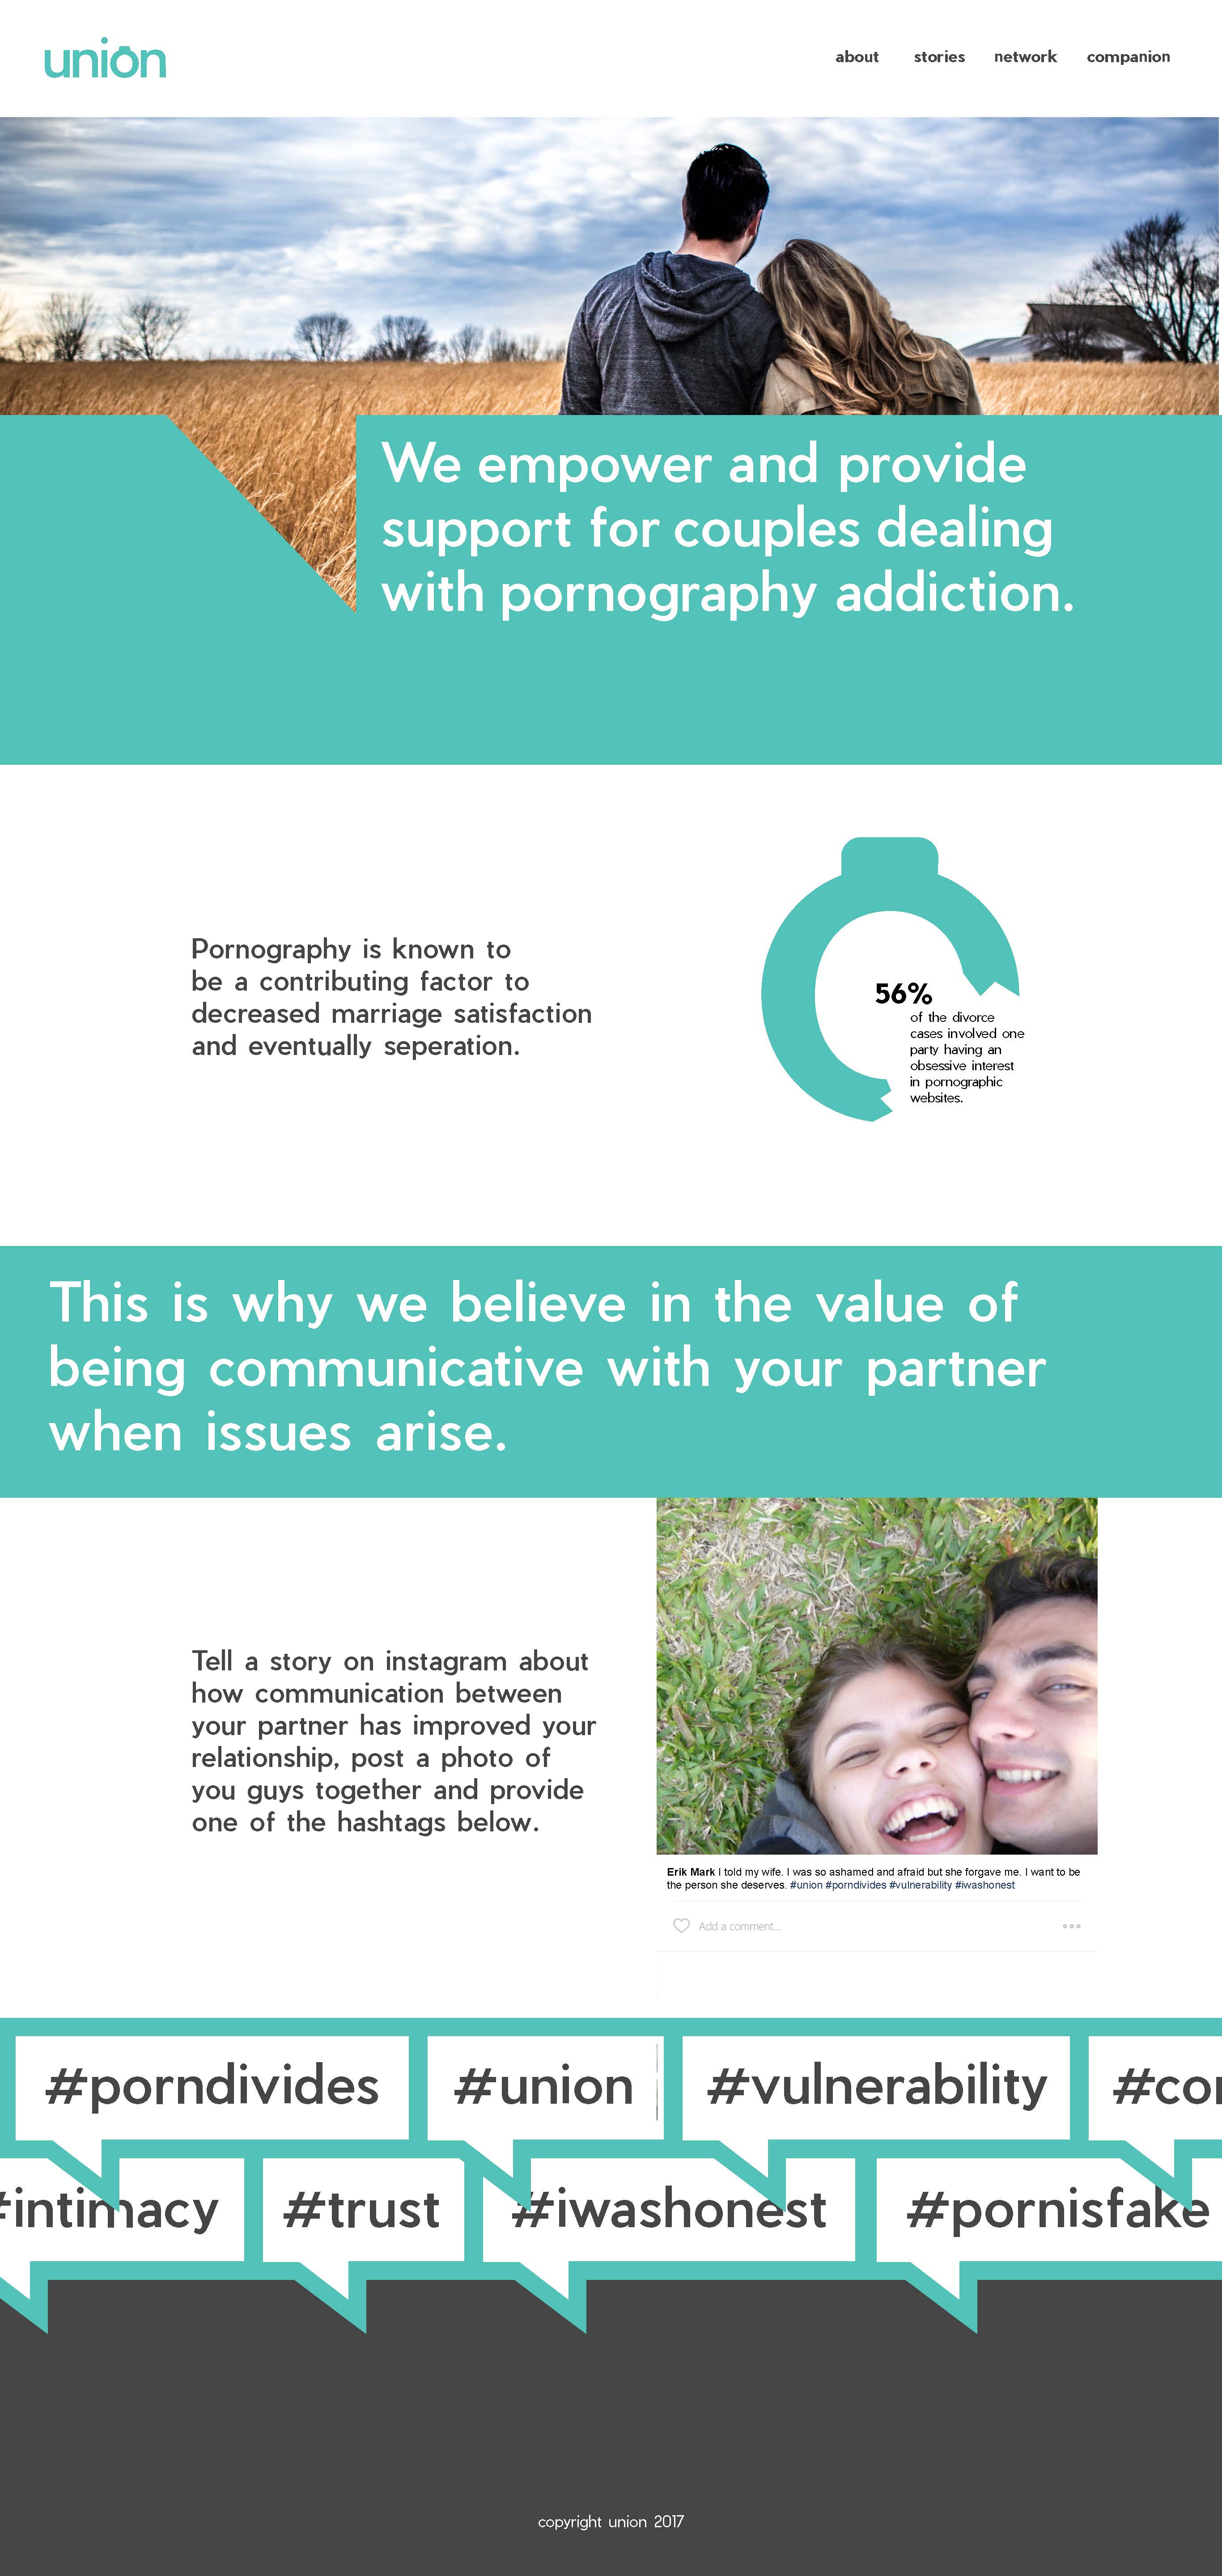 union
about stories network companion
We empower and provide
support for couples dealing
with pornography addiction.
Pornography is known to
be a contributing factor to
decreased marriage satisfaction
and eventually seperation.
56%
of the divorce
cases involved one
party having an
obsessive interest
in pornographic
websites.
This is why we believe in the value of
being communicative with your partner
when issues arise.
Tell a story on instagram about
how communication between
your partner has improved your
relationship, post a photo of
you guys together and provide
one of the hashtags below.
Erik Mark I told my wife. I was so ashamed and afraid but she forgave me. I want to be
the person she deserves. #union #porndivides #vulnerability #iwashonest
Add a comment...
#porndivides #union #vulnerability #cor
#intimacy #trust #iwashonest #pornisfake
copyright union 2017